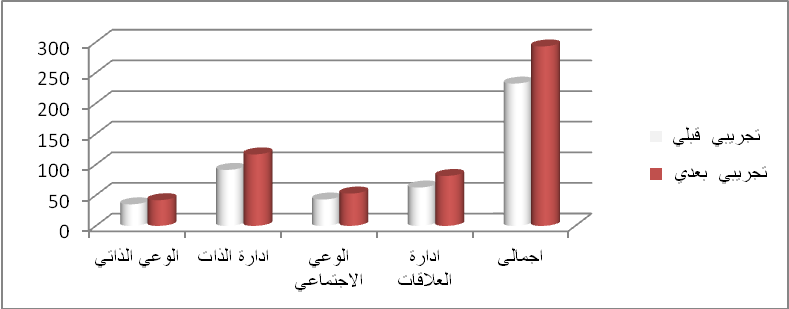 300
250
200
150
100
50
0
الوعي الذاتي
ادارة الذات
الوعي
الاجتماعي
ادارة
العلاقات
اجمالى
تجريبي قبلي
تجريبي بعدي